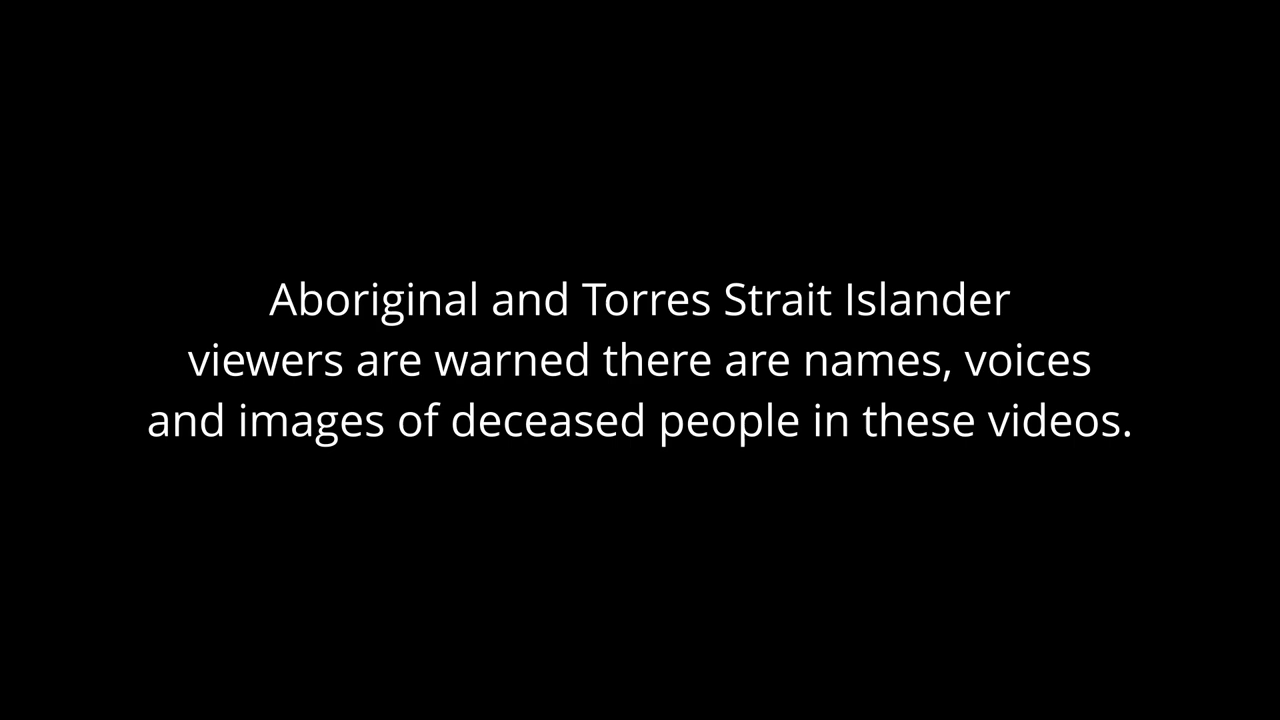 Aboriginal and Torres Strait Islander
viewers are warned there are names, voices
and images of deceased people in these videos.